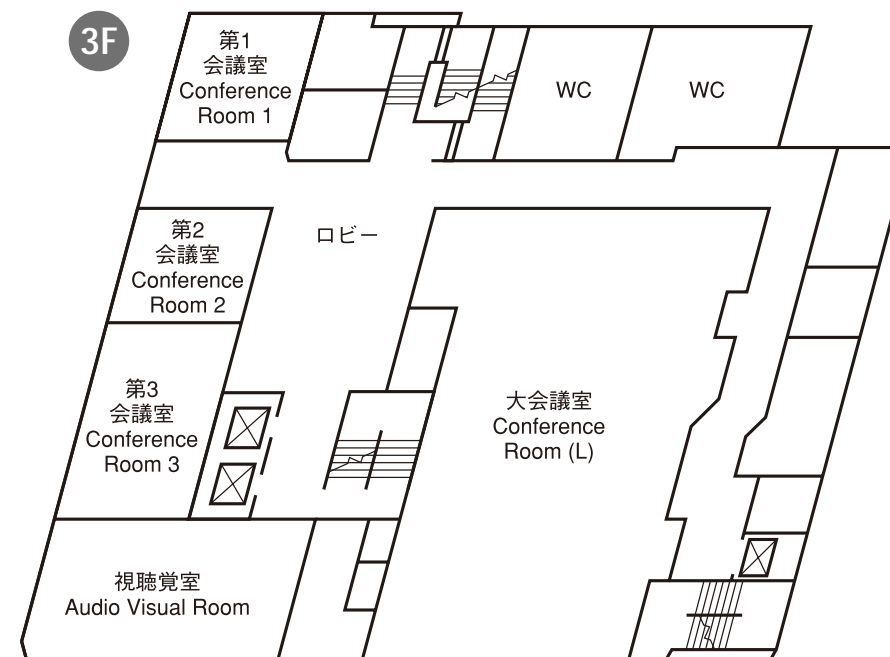 3F
第1
会議室
Conference
Room 1
WC
WC
第2
会議室
Conference
Room 2
ロビー
第3
会議室
Conference
Room 3
大会議室
Conference
Room (L)
視聴覚室
Audio Visual Room